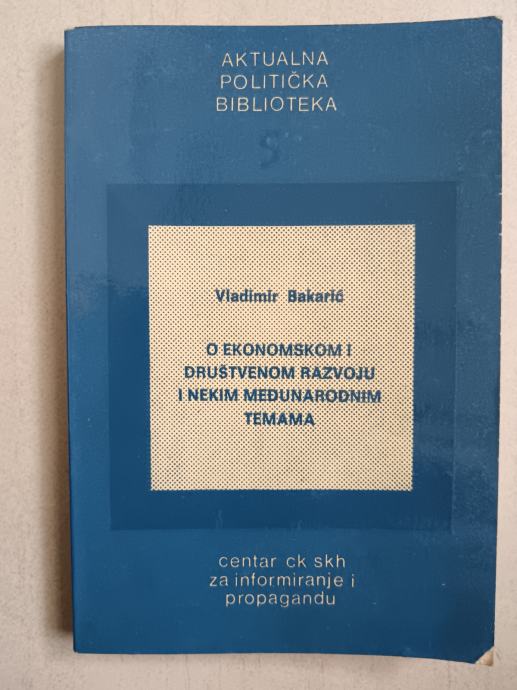 AKTUALNA
POLITIČKA
BIBLIOTEKA
S
Vladimir Bakarić
O EKONOMSKOM I
DRUŠTVENOM RAZVOJU
I NEKIM MEĐUNARODNIM
TEMAMA
centar ck skh
za informiranje i
propagandu